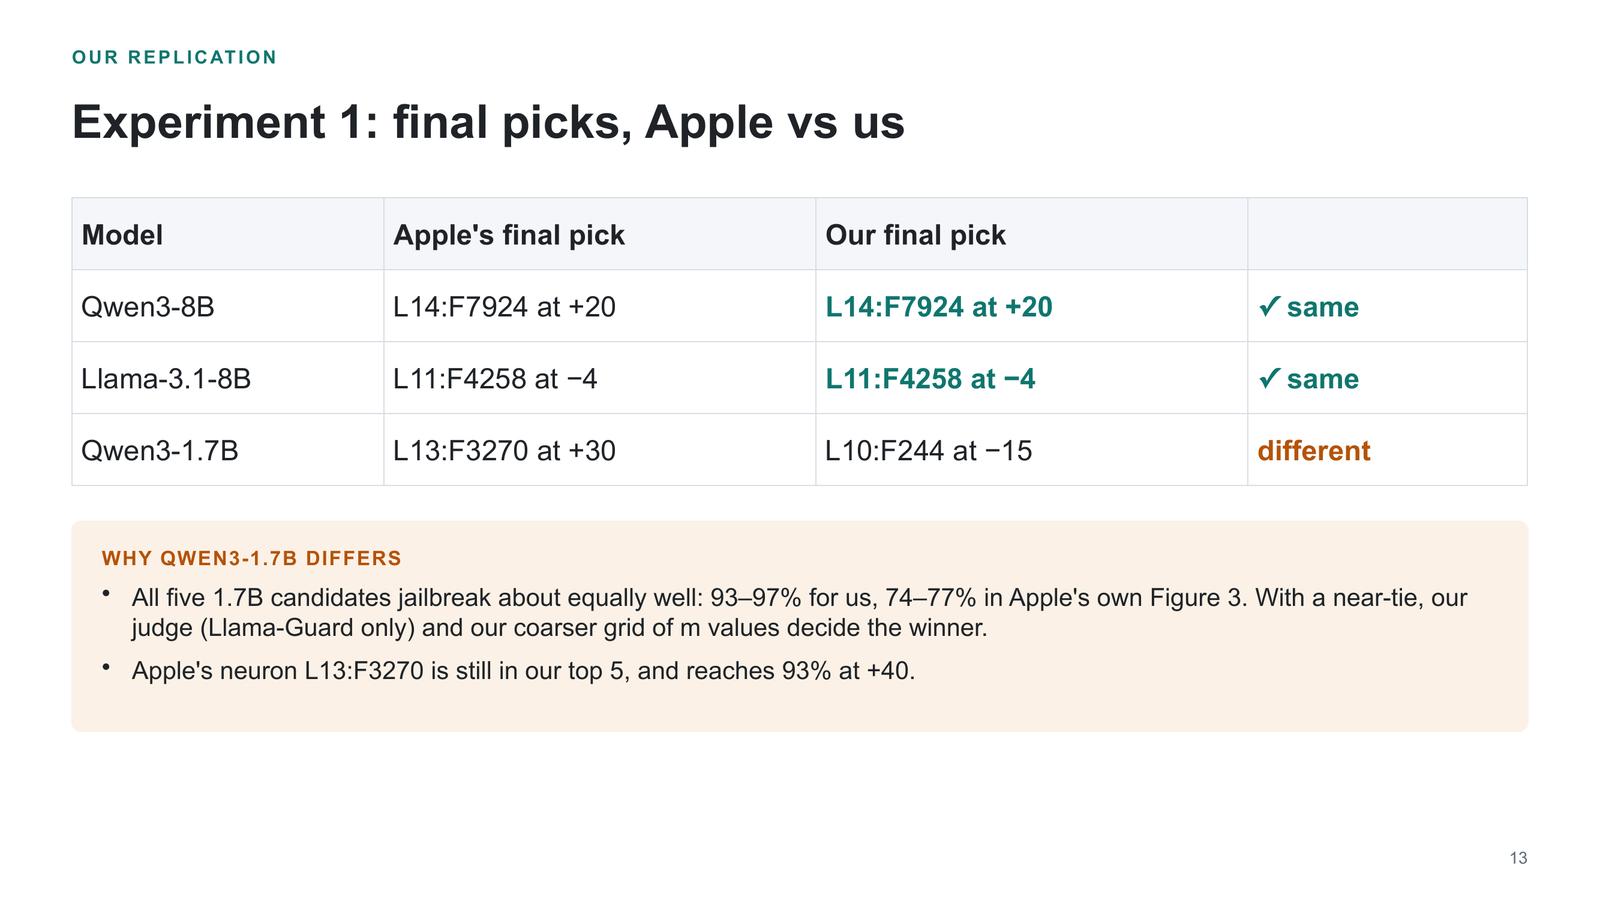 OUR REPLICATION
Experiment 1: final picks, Apple vs us
Model Apple's final pick Our final pick
Qwen3-8B L14:F7924 at +20 L14:F7924 at +20 ✓ same
Llama-3.1-8B L11:F4258 at −4 L11:F4258 at −4 ✓ same
Qwen3-1.7B L13:F3270 at +30 L10:F244 at −15 different
WHY QWEN3-1.7B DIFFERS
• All five 1.7B candidates jailbreak about equally well: 93–97% for us, 74–77% in Apple's own Figure 3. With a near-tie, our
judge (Llama-Guard only) and our coarser grid of m values decide the winner.
• Apple's neuron L13:F3270 is still in our top 5, and reaches 93% at +40.
13